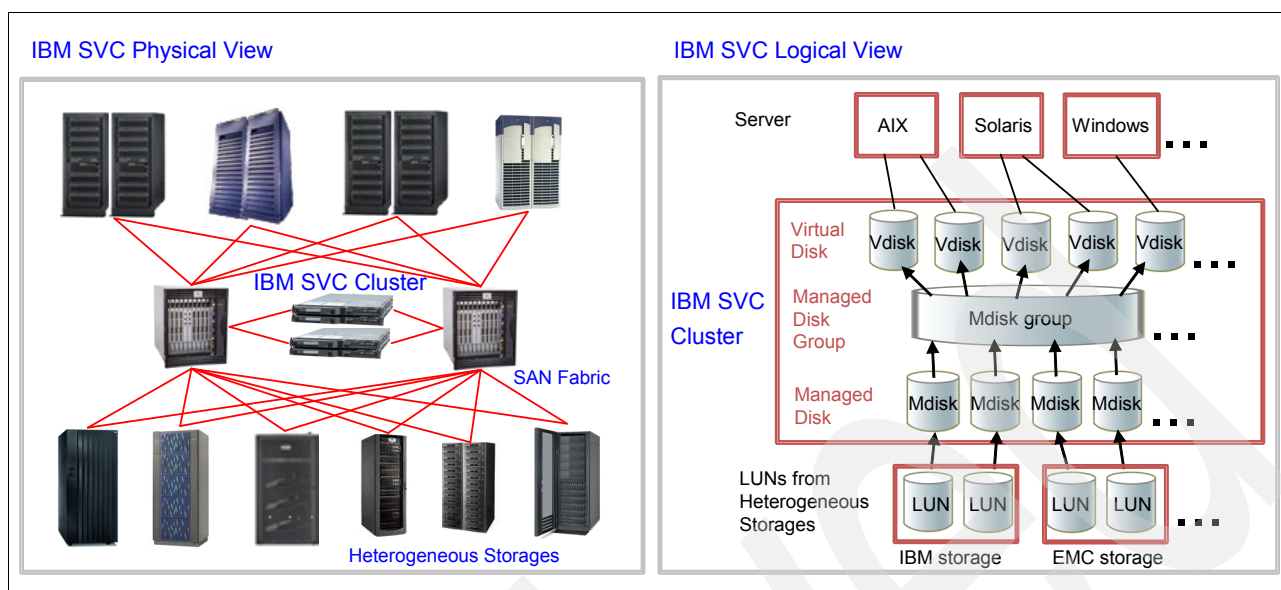 IBM SVC Physical View
IBM SVC Cluster
SAN Fabric
Heterogeneous Storages
IBM SVC Logical View
Server
AIX
Solaris
Windows
Virtual
Disk
Vdisk
Vdisk
Vdisk
Vdisk
Vdisk
IBM SVC
Cluster
Managed
Disk
Group
Mdisk group
Managed
Disk
Mdisk
Mdisk
Mdisk
Mdisk
LUNs from
Heterogeneous
Storages
LUN
LUN
LUN
LUN
IBM storage
EMC storage